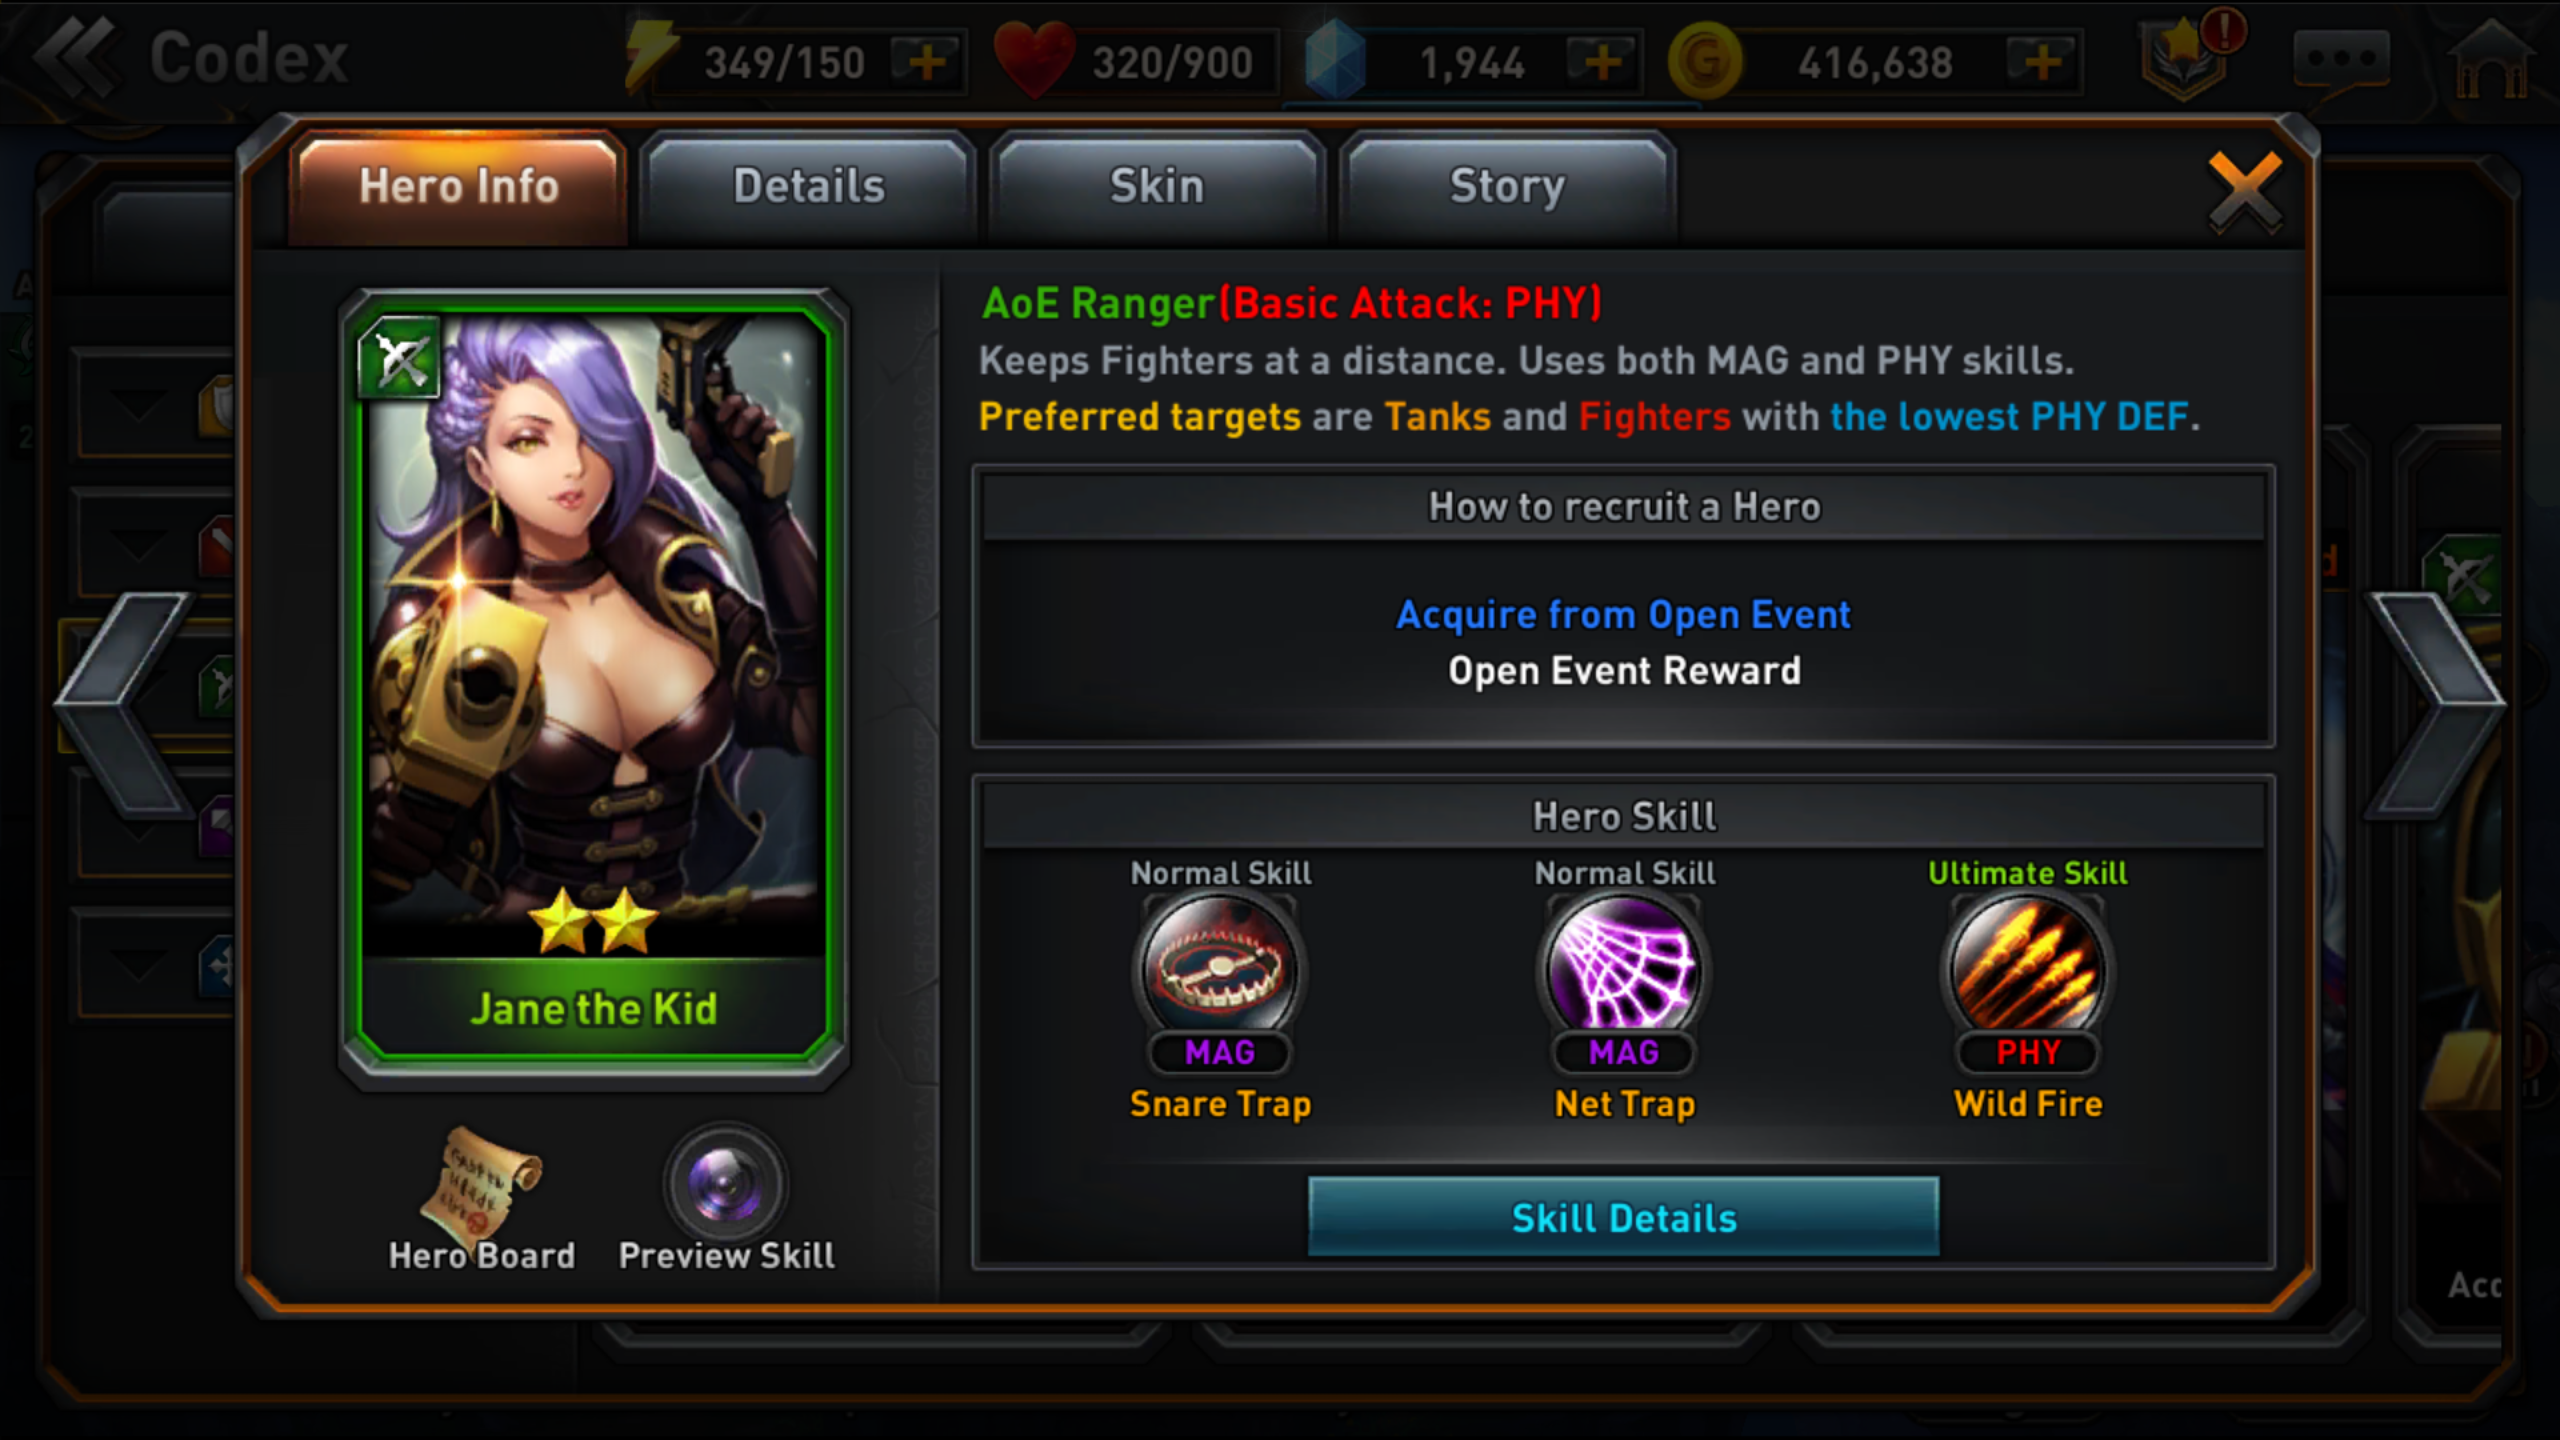 Codex
349/150
320/900
1,944
416,638
Hero Info
Details
Skin
Story
AoE Ranger(Basic Attack: PHY)
Keeps Fighters at a distance. Uses both MAG and PHY skills.
Preferred targets are Tanks and Fighters with the lowest PHY DEF.
How to recruit a Hero
Acquire from Open Event
Open Event Reward
Jane the Kid
Hero Board
Preview Skill
Hero Skill
Normal Skill
Normal Skill
Ultimate Skill
MAG
MAG
PHY
Snare Trap
Net Trap
Wild Fire
Skill Details